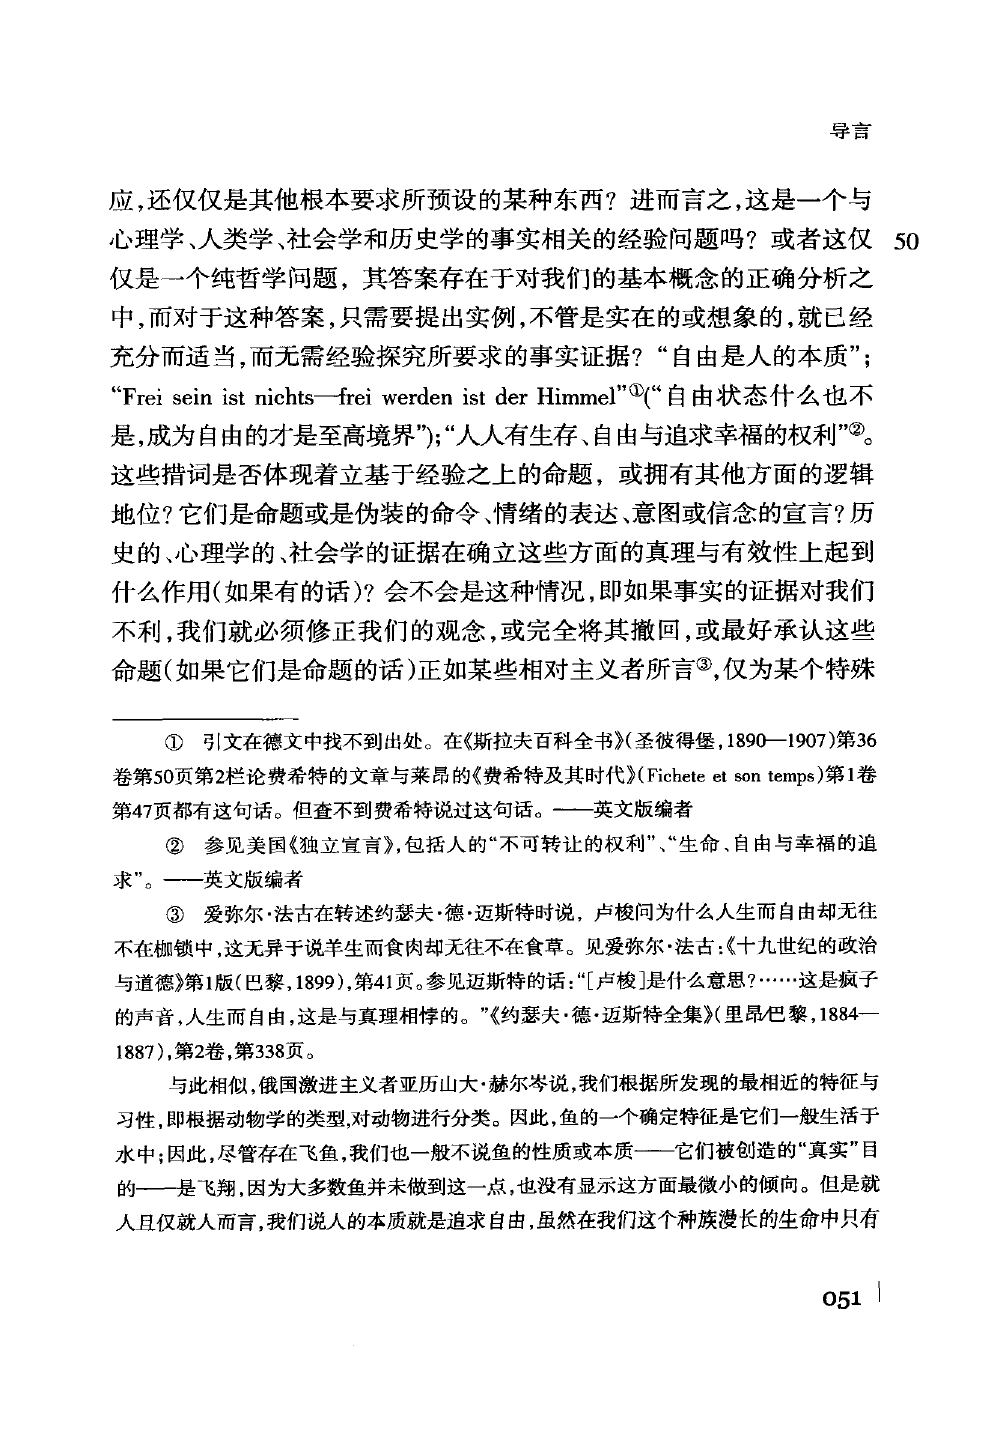 导言
应,还仅仅是其他根本要求所预设的某种东西？进而言之,这是一个与
心理学、人类学、社会学和历史学的事实相关的经验问题吗？或者这仅 50
仅是一个纯哲学问题，其答案存在于对我们的基本概念的正确分析之
中,而对于这种答案,只需要提出实例,不管是实在的或想象的,就已经
充分而适当,而无需经验探究所要求的事实证据？“自由是人的本质”；
“Frei sein ist nichts—frei werden ist der Himmel”①(“自由状态什么也不
是,成为自由的才是至高境界”);“人人有生存、自由与追求幸福的权利”②。
这些措词是否体现着立基于经验之上的命题，或拥有其他方面的逻辑
地位？它们是命题或是伪装的命令、情绪的表达、意图或信念的宣言？历
史的、心理学的、社会学的证据在确立这些方面的真理与有效性上起到
什么作用(如果有的话)？会不会是这种情况,即如果事实的证据对我们
不利,我们就必须修正我们的观念,或完全将其撤回,或最好承认这些
命题(如果它们是命题的话)正如某些相对主义者所言③,仅为某个特殊
① 引文在德文中找不到出处。在《斯拉夫百科全书》(圣彼得堡,1890—1907)第36
卷第50页第2栏论费希特的文章与莱昂的《费希特及其时代》(Fichete et son temps)第1卷
第47页都有这句话。但查不到费希特说过这句话。——英文版编者
② 参见美国《独立宣言》,包括人的“不可转让的权利”、“生命、自由与幸福的追
求”。——英文版编者
③ 爱弥尔·法古在转述约瑟夫·德·迈斯特时说，卢梭问为什么人生而自由却无往
不在枷锁中,这无异于说羊生而食肉却无往不在食草。见爱弥尔·法古:《十九世纪的政治
与道德》第1版(巴黎,1899),第41页。参见迈斯特的话:“[卢梭]是什么意思?……这是疯子
的声音,人生而自由,这是与真理相悖的。”《约瑟夫·德·迈斯特全集》(里昂/巴黎,1884—
1887),第2卷,第338页。
与此相似,俄国激进主义者亚历山大·赫尔岑说,我们根据所发现的最相近的特征与
习性,即根据动物学的类型,对动物进行分类。因此,鱼的一个确定特征是它们一般生活于
水中;因此,尽管存在飞鱼,我们也一般不说鱼的性质或本质——它们被创造的“真实”目
的——是飞翔,因为大多数鱼并未做到这一点,也没有显示这方面最微小的倾向。但是就
人且仅就人而言,我们说人的本质就是追求自由,虽然在我们这个种族漫长的生命中只有
051